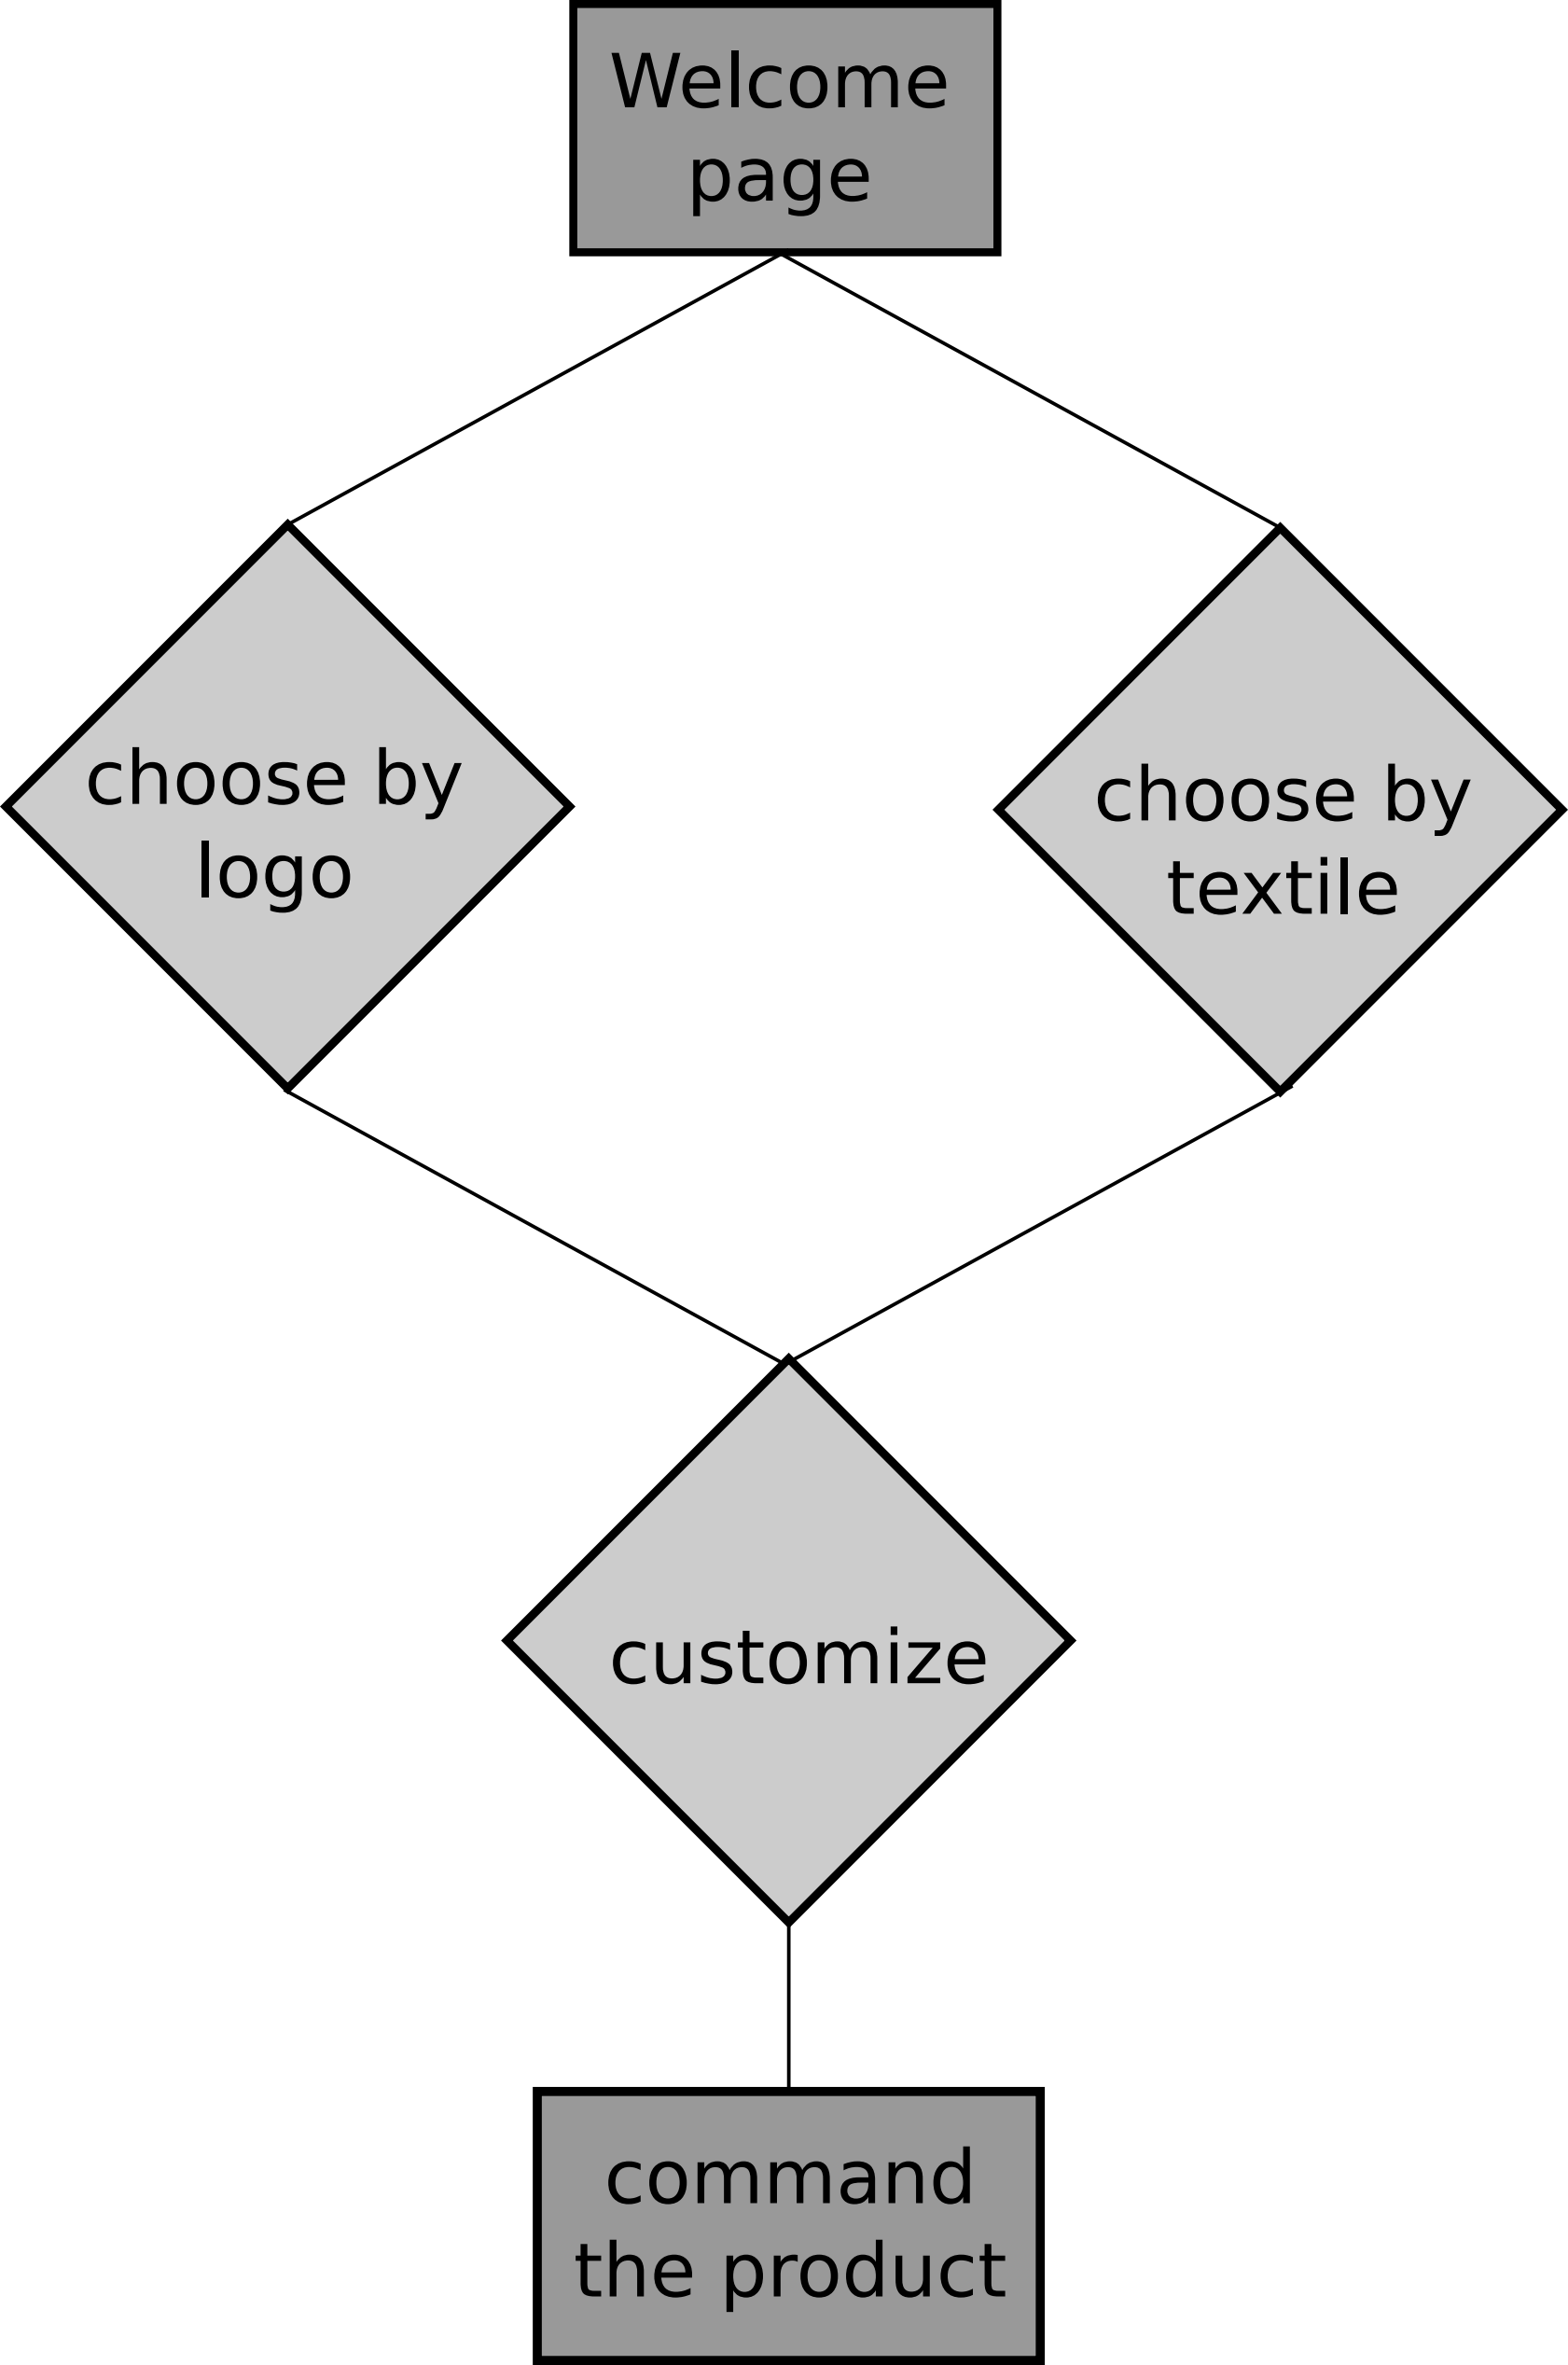 Welcome
page
choose by
logo
choose by
textile
customize
command
the product